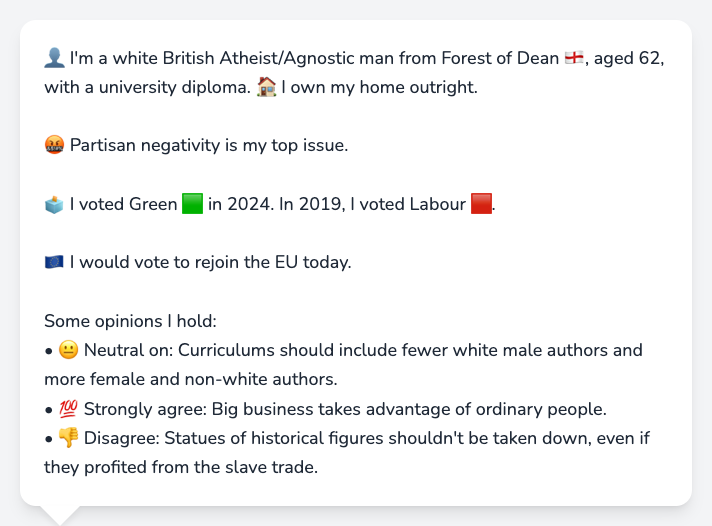 👤 I'm a white British Atheist/Agnostic man from Forest of Dean 🏴󠁧󠁢󠁥󠁮󠁧󠁿, aged 62,
with a university diploma. 🏠 I own my home outright.
🤬 Partisan negativity is my top issue.
🗳️ I voted Green 🟩 in 2024. In 2019, I voted Labour 🟥.
🇪🇺 I would vote to rejoin the EU today.
Some opinions I hold:
• 😐 Neutral on: Curriculums should include fewer white male authors and
more female and non-white authors.
• 💯 Strongly agree: Big business takes advantage of ordinary people.
• 👎 Disagree: Statues of historical figures shouldn't be taken down, even if
they profited from the slave trade.